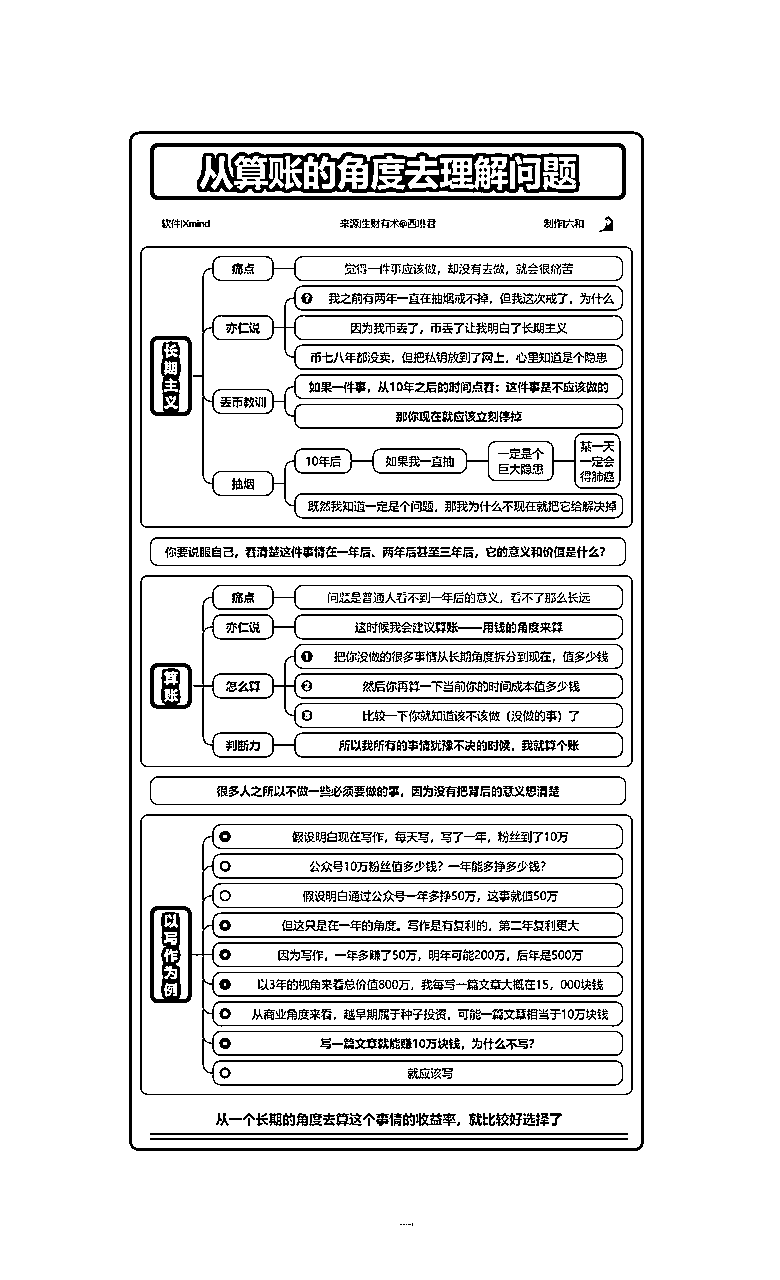 从算账的角度去理解问题
软件|Xmind
来源|生财有术@西琳君
制作|六和
长期主义
痛点
觉得一件事应该做，却没有去做，就会很痛苦
亦仁说
我之前有两年一直在抽烟戒不掉，但我这次戒了，为什么
因为我币丢了，币丢了让我明白了长期主义
币七八年都没卖，但把私钥放到了网上，心里知道是个隐患
丢币教训
如果一件事，从10年之后的时间点看：这件事是不应该做的
那你现在就应该立刻停掉
抽烟
10年后
如果我一直抽
一定是个
巨大隐患
某一天
一定会
得肺癌
既然我知道一定是个问题，那我为什么不现在就把它给解决掉
你要说服自己，看清楚这件事情在一年后、两年后甚至三年后，它的意义和价值是什么？
算账
痛点
问题是普通人看不到一年后的意义，看不了那么长远
亦仁说
这时候我会建议算账——用钱的角度来算
怎么算
1 把你没做的很多事情从长期角度拆分到现在，值多少钱
2 然后你再算一下当前你的时间成本值多少钱
3 比较一下你就知道该不该做（没做的事）了
判断力
所以我所有的事情犹豫不决的时候，我就算个账
很多人之所以不做一些必须要做的事，因为没有把背后的意义想清楚
以写作为例
假设明白现在写作，每天写，写了一年，粉丝到了10万
公众号10万粉丝值多少钱？一年能多挣多少钱？
假设明白通过公众号一年多挣50万，这事就值50万
但这只是在一年的角度。写作是有复利的，第二年复利更大
因为写作，一年多赚了50万，明年可能200万，后年是500万
以3年的视角来看总价值800万，我每写一篇文章大概在15，000块钱
从商业角度来看，越早期属于种子投资，可能一篇文章相当于10万块钱
写一篇文章就能赚10万块钱，为什么不写？
就应该写
从一个长期的角度去算这个事情的收益率，就比较好选择了